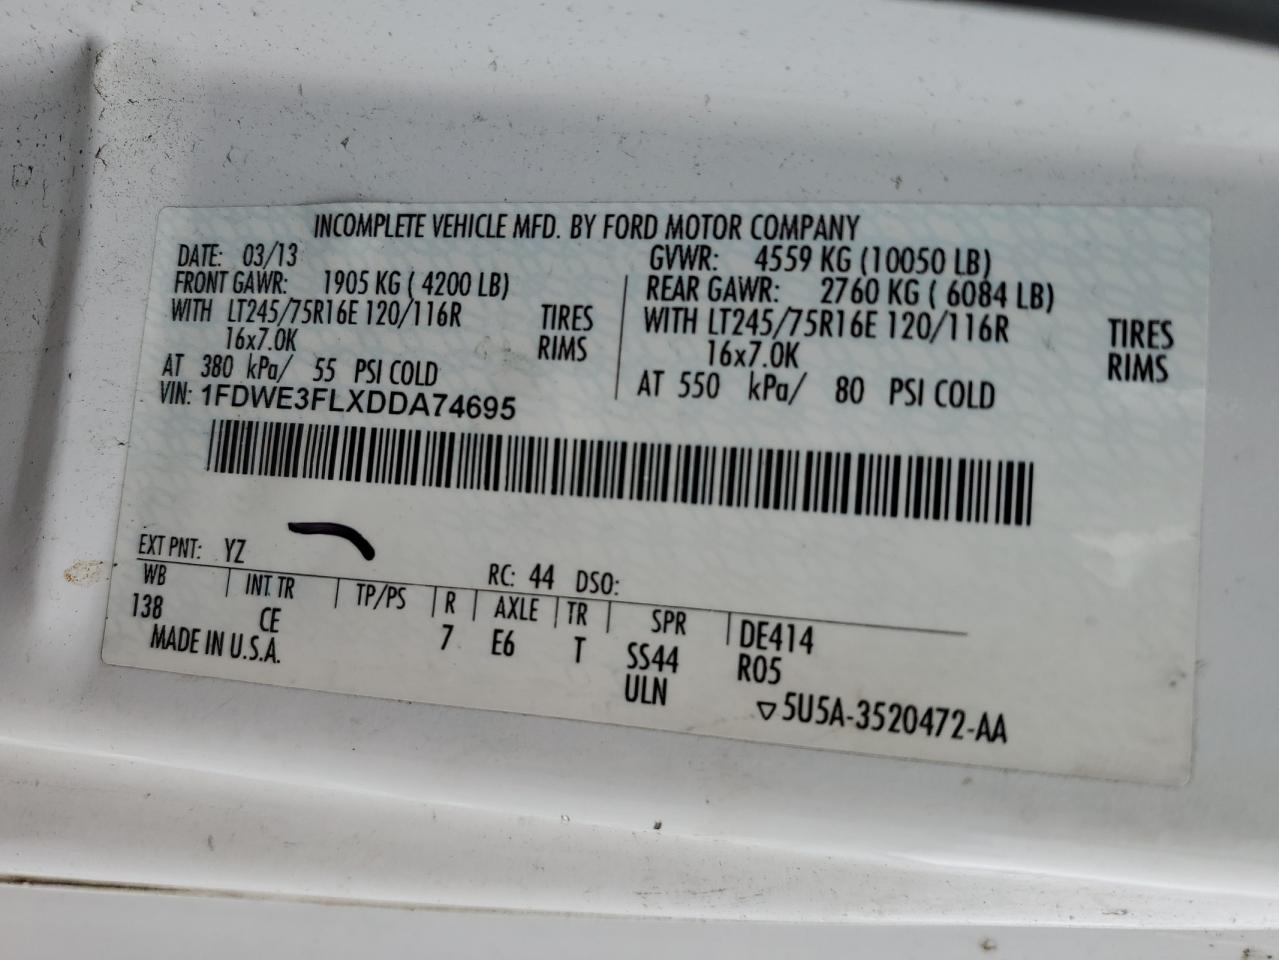 INCOMPLETE VEHICLE MFD. BY FORD MOTOR COMPANY
DATE: 03/13 GVWR: 4559 KG (10050 LB)
FRONT GAWR: 1905 KG ( 4200 LB) REAR GAWR: 2760 KG ( 6084 LB)
WITH LT245/75R16E 120/116R TIRES WITH LT245/75R16E 120/116R TIRES
16x7.0K RIMS 16x7.0K RIMS
AT 380 kPa/ 55 PSI COLD AT 550 kPa/ 80 PSI COLD
VIN: 1FDWE3FLXDDA74695
EXT PNT: YZ RC: 44 DSO:
WB INT TR TP/PS R AXLE TR SPR
138 CE 7 E6 T SS44 DE414
MADE IN U.S.A. ULN R05
▽5U5A-3520472-AA